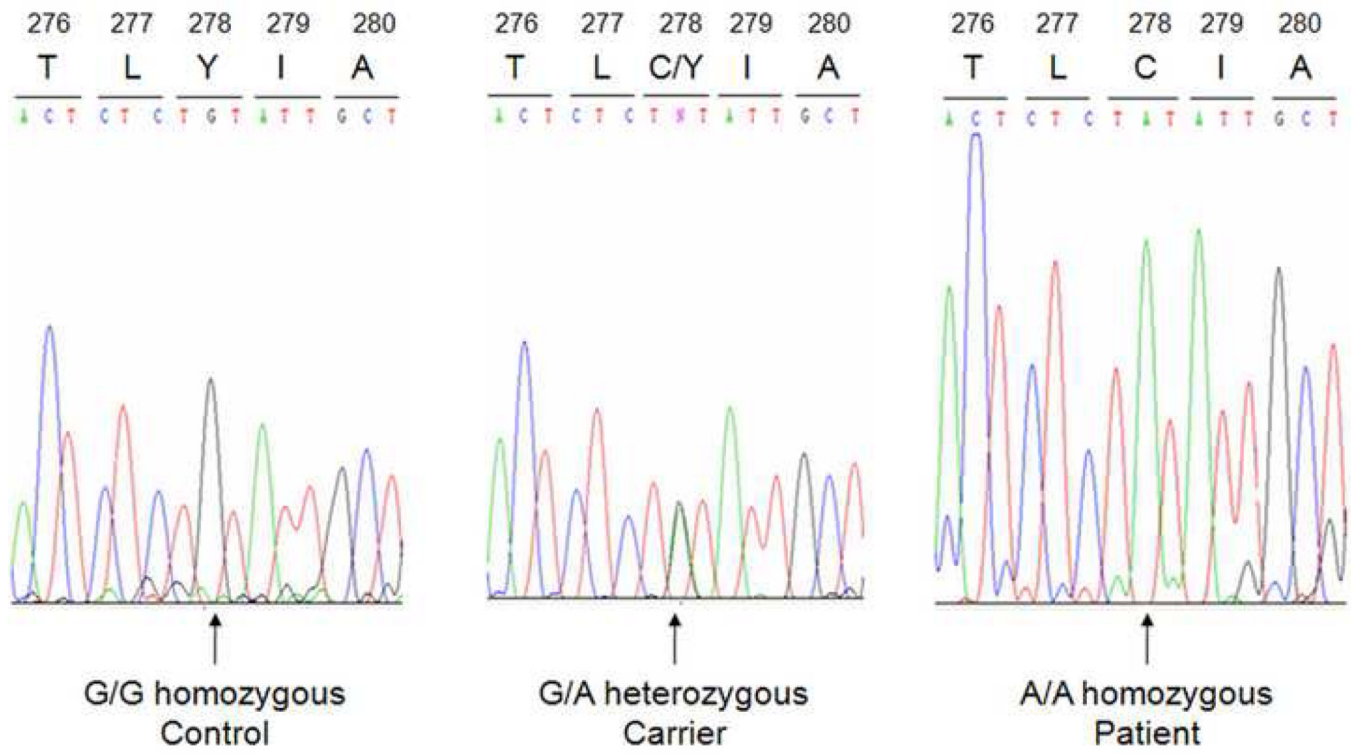 276 277 278 279 280
T L Y I A
A C T C T C T G T A T T G C T
G/G homozygous
Control
276 277 278 279 280
T L C/Y I A
A C T C T C T N T A T T G C T
G/A heterozygous
Carrier
276 277 278 279 280
T L C I A
A C T C T C T A T A T T G C T
A/A homozygous
Patient